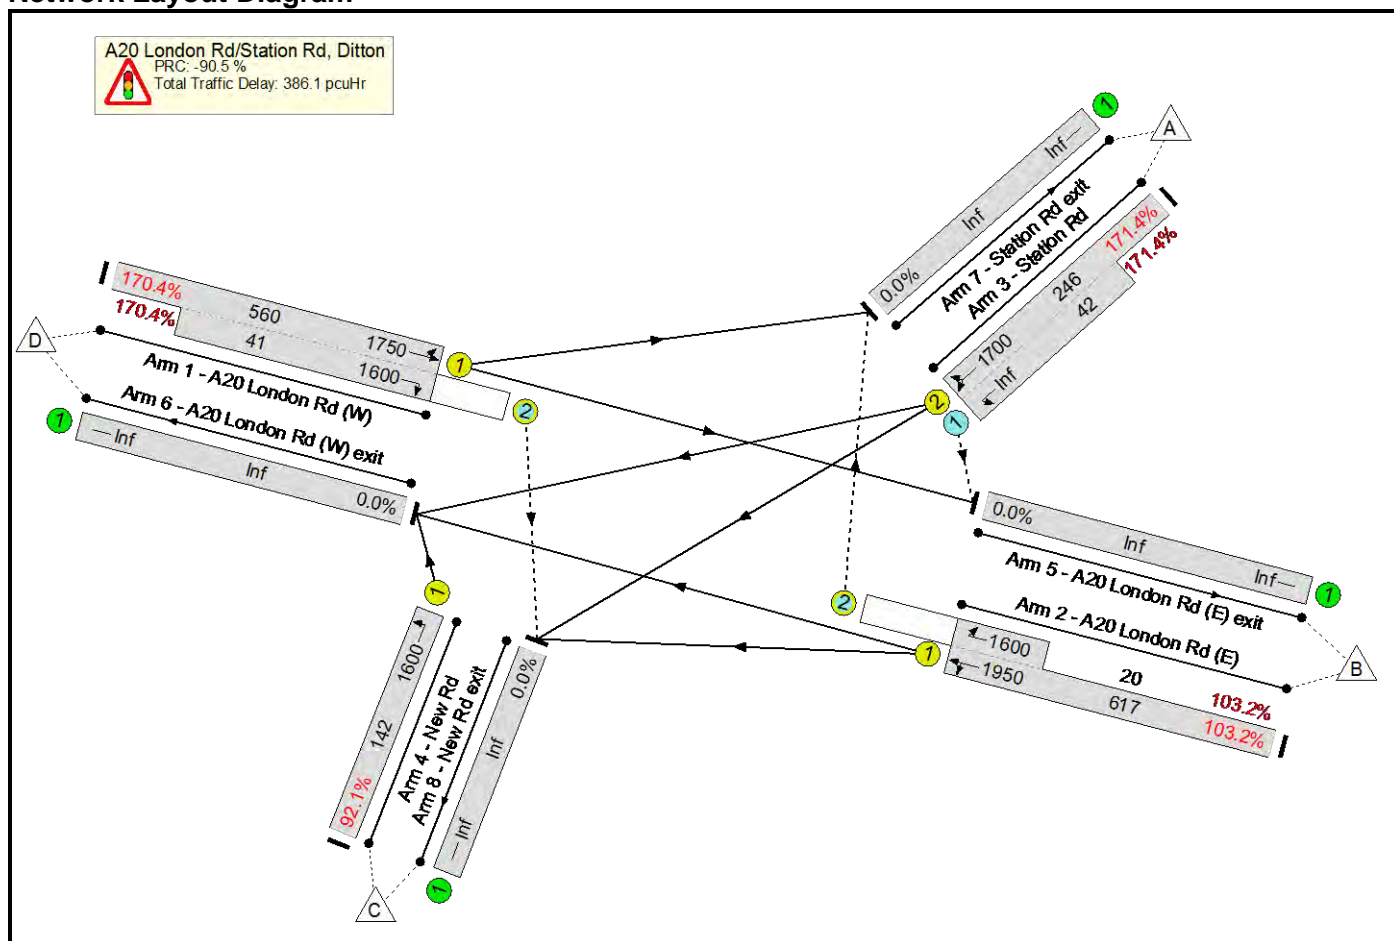 Network Layout Diagram
A20 London Rd/Station Rd, Ditton
PRC: -90.5 %
Total Traffic Delay: 386.1 pcuHr
1
A
Inf
Inf
0.0%
Arm 7 - Station Rd exit
Arm 3 - Station Rd
171.4%
171.4%
246
42
1700
Inf
2
1
170.4%
170.4%
560
41
1750
1600
1
2
D
Arm 1 - A20 London Rd (W)
Arm 6 - A20 London Rd (W) exit
1
Inf
Inf
0.0%
0.0%
Inf
Inf
1
Arm 5 - A20 London Rd (E) exit
Arm 2 - A20 London Rd (E)
B
2
1
1600
1950
20
617
103.2%
103.2%
1
1600
142
92.1%
Arm 4 - New Rd
Arm 8 - New Rd exit
0.0%
Inf
Inf
1
C